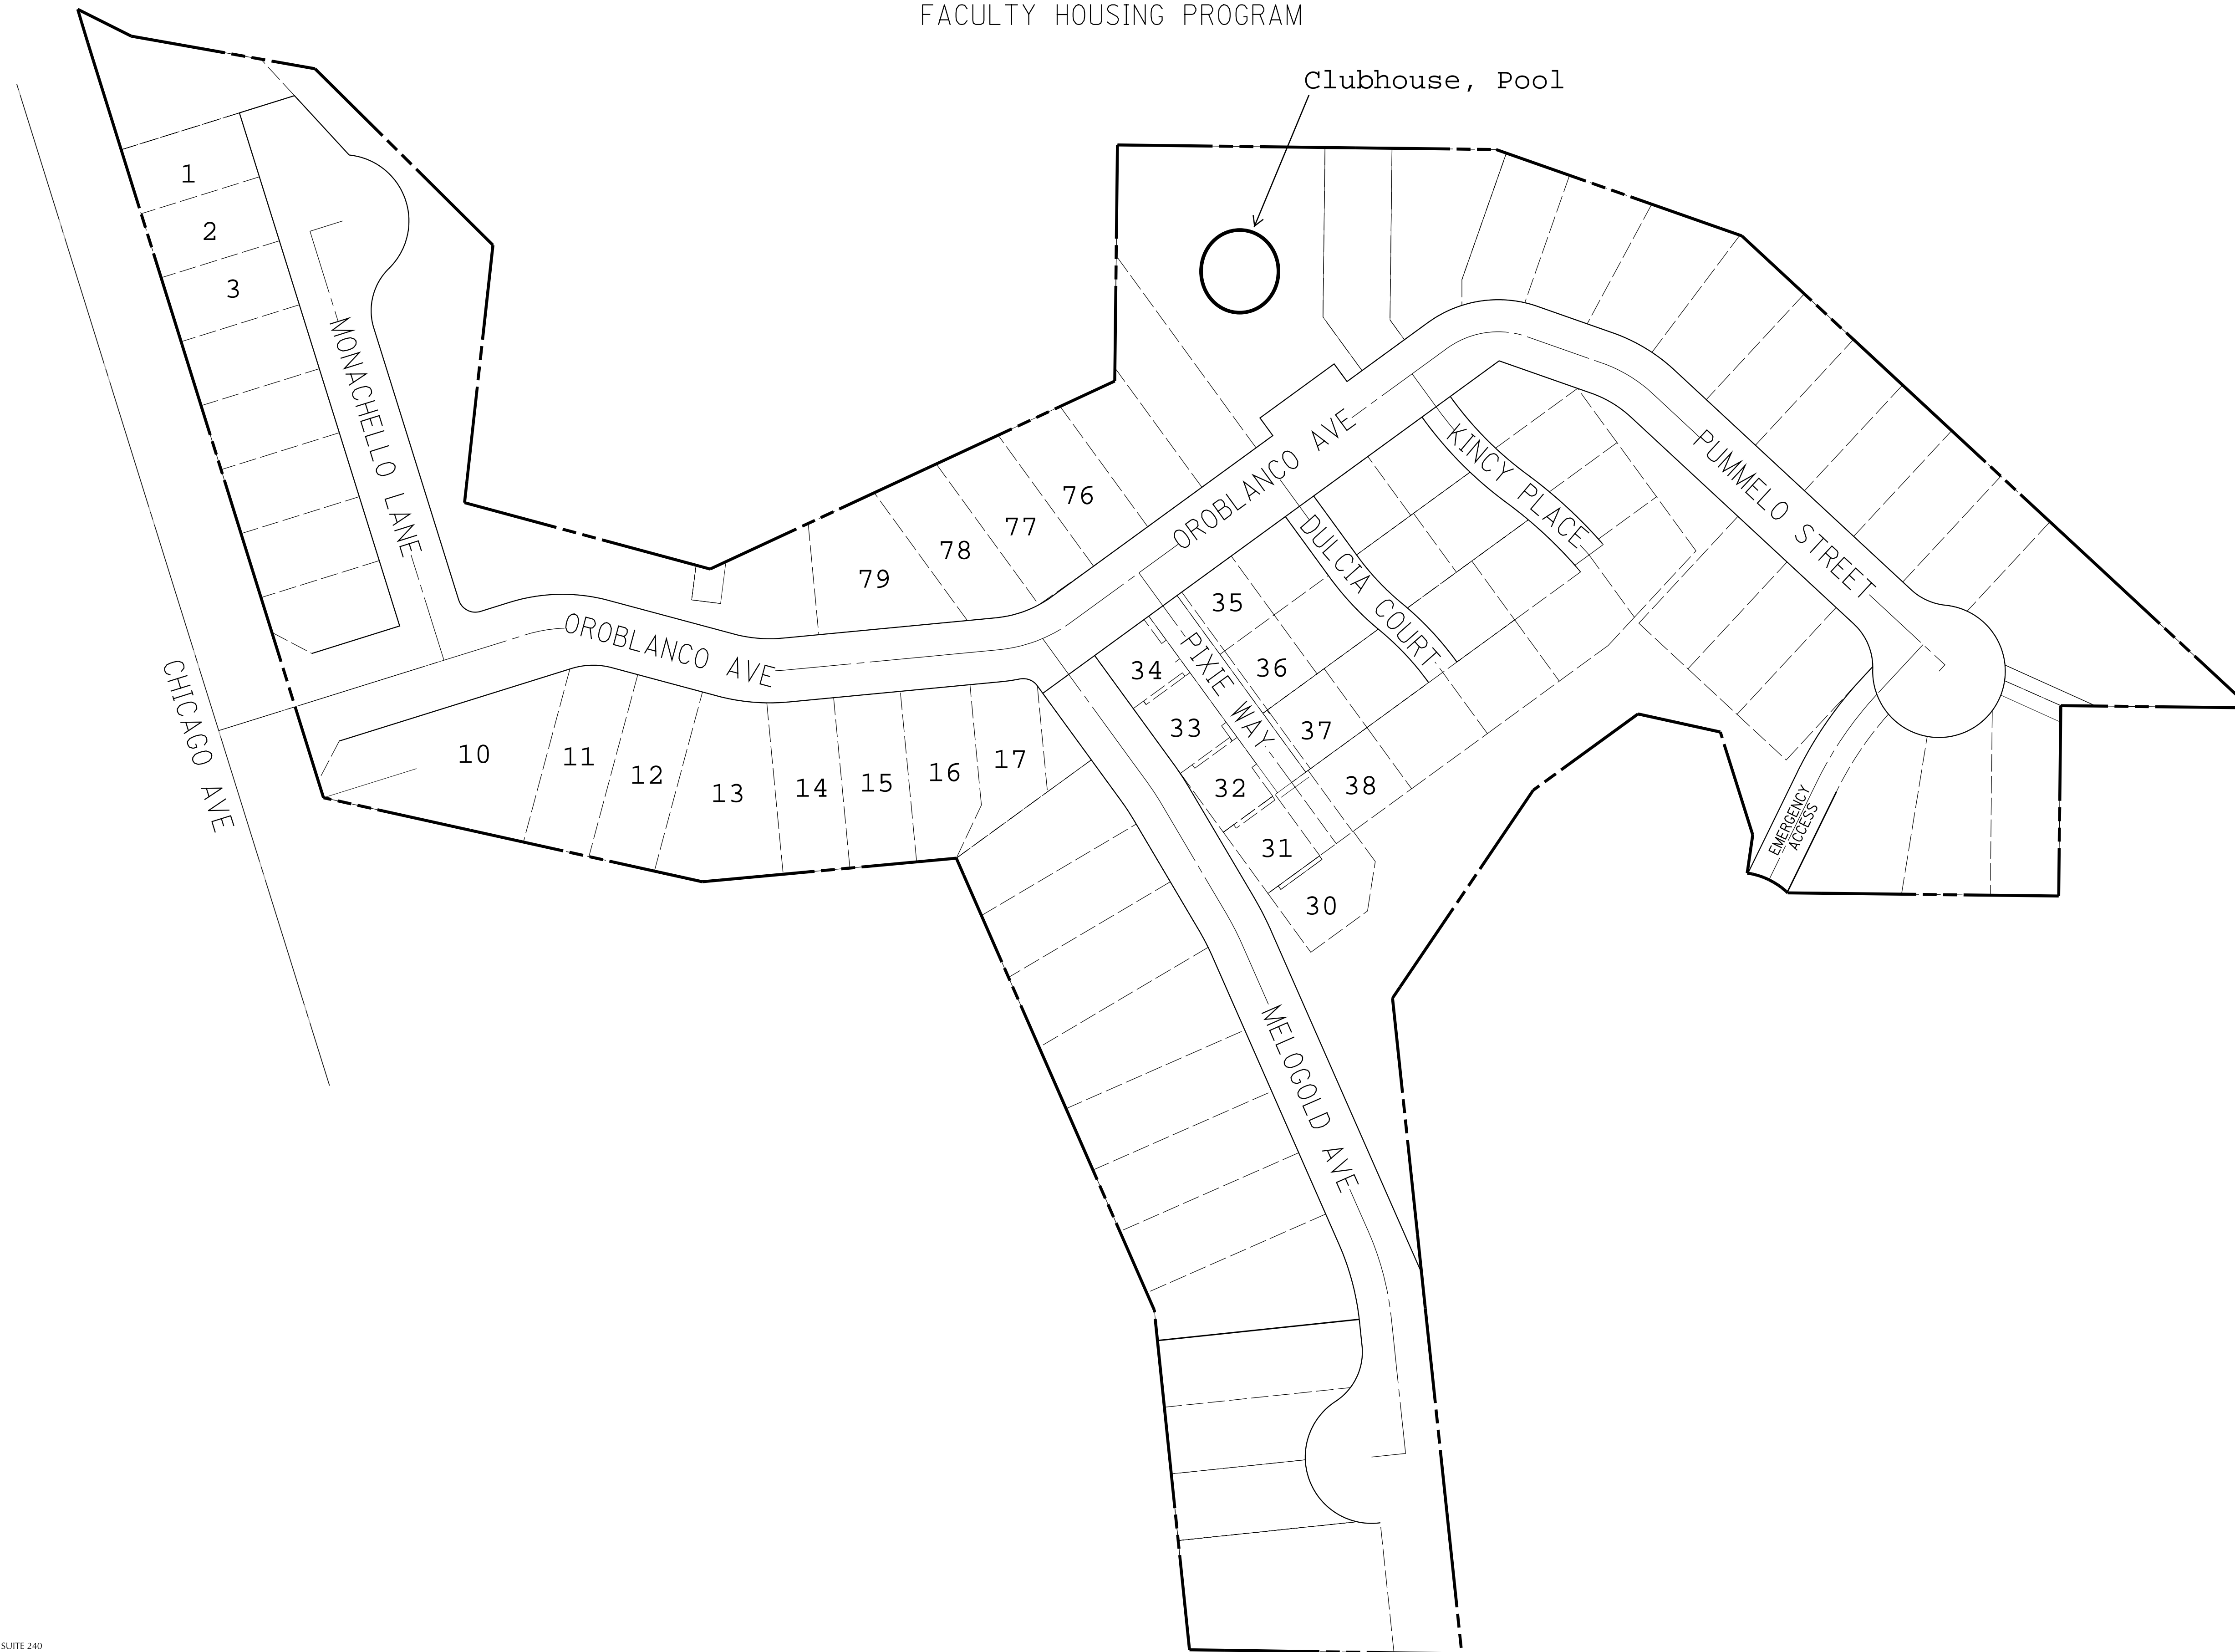 FACULTY HOUSING PROGRAM
Clubhouse, Pool
1
2
3
MONACHELLO LANE
CHICAGO AVE
OROBLANCO AVE
10
11
12
13
14
15
16
17
79
78
77
76
OROBLANCO AVE
KINCY PLACE
DULCIA COURT
PUMMELO STREET
PIXIE WAY
35
36
37
38
34
33
32
31
30
EMERGENCY
ACCESS
MELOGOLD AVE
SUITE 240